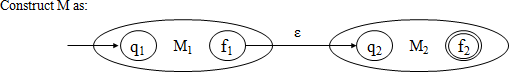 Construct M as:
ε
q₁ M₁ f₁ q₂ M₂ f₂